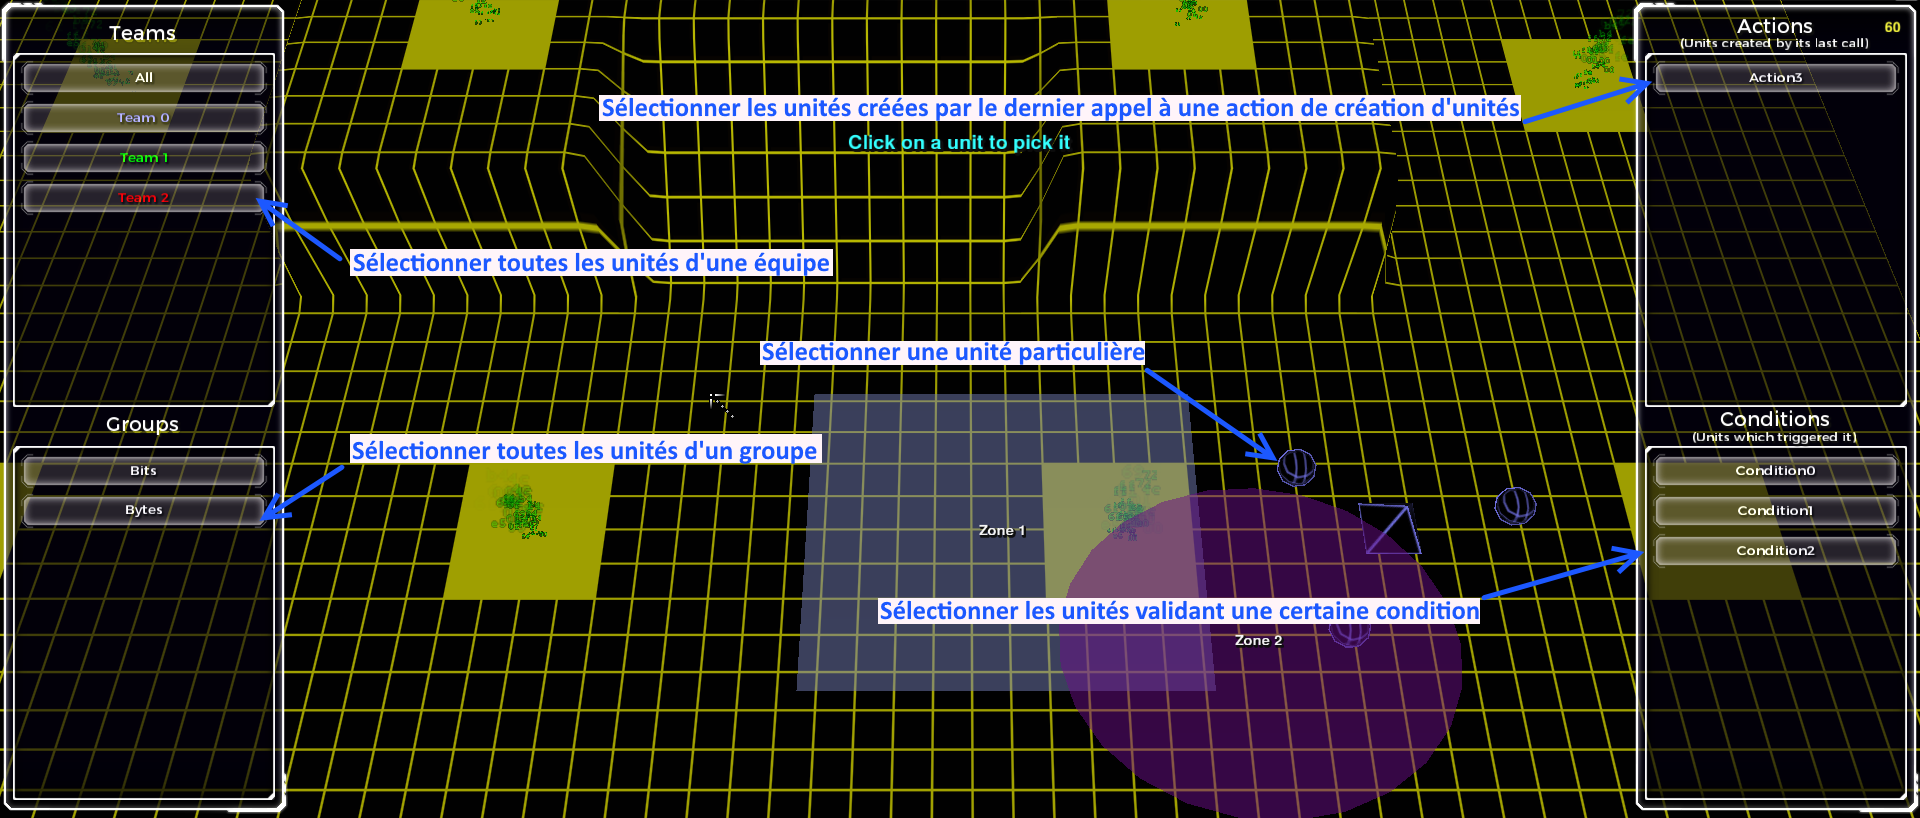 Teams
All
Team 0
Team 1
Team 2
Groups
Bits
Bytes
Sélectionner les unités créées par le dernier appel à une action de création d'unités
Click on a unit to pick it
Sélectionner toutes les unités d'une équipe
Sélectionner une unité particulière
Sélectionner toutes les unités d'un groupe
Zone 1
Sélectionner les unités validant une certaine condition
Zone 2
Actions
60
(Units created by its last call)
Action3
Conditions
(Units which triggered it)
Condition0
Condition1
Condition2